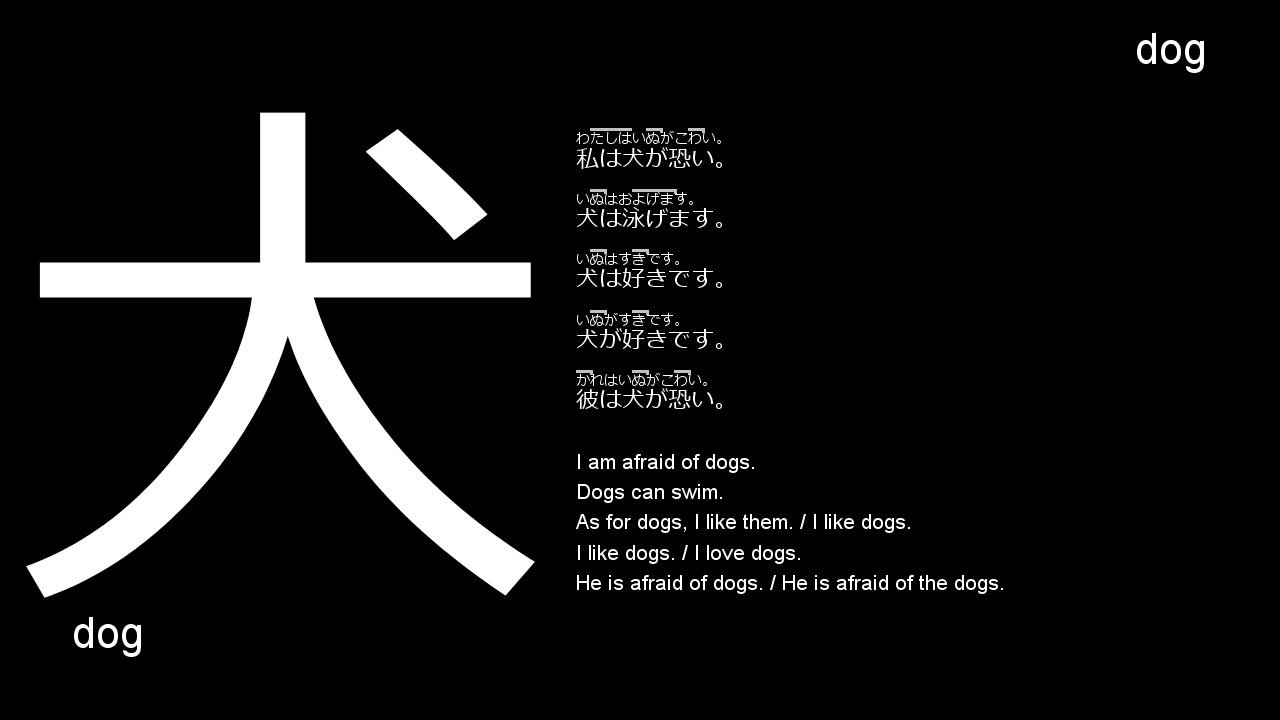 dog
犬
わたしはいぬがこわい。
私は犬が恐い。
いぬはおよげます。
犬は泳げます。
いぬはすきです。
犬は好きです。
いぬがすきです。
犬が好きです。
かれはいぬがこわい。
彼は犬が恐い。
I am afraid of dogs.
Dogs can swim.
As for dogs, I like them. / I like dogs.
I like dogs. / I love dogs.
He is afraid of dogs. / He is afraid of the dogs.
dog